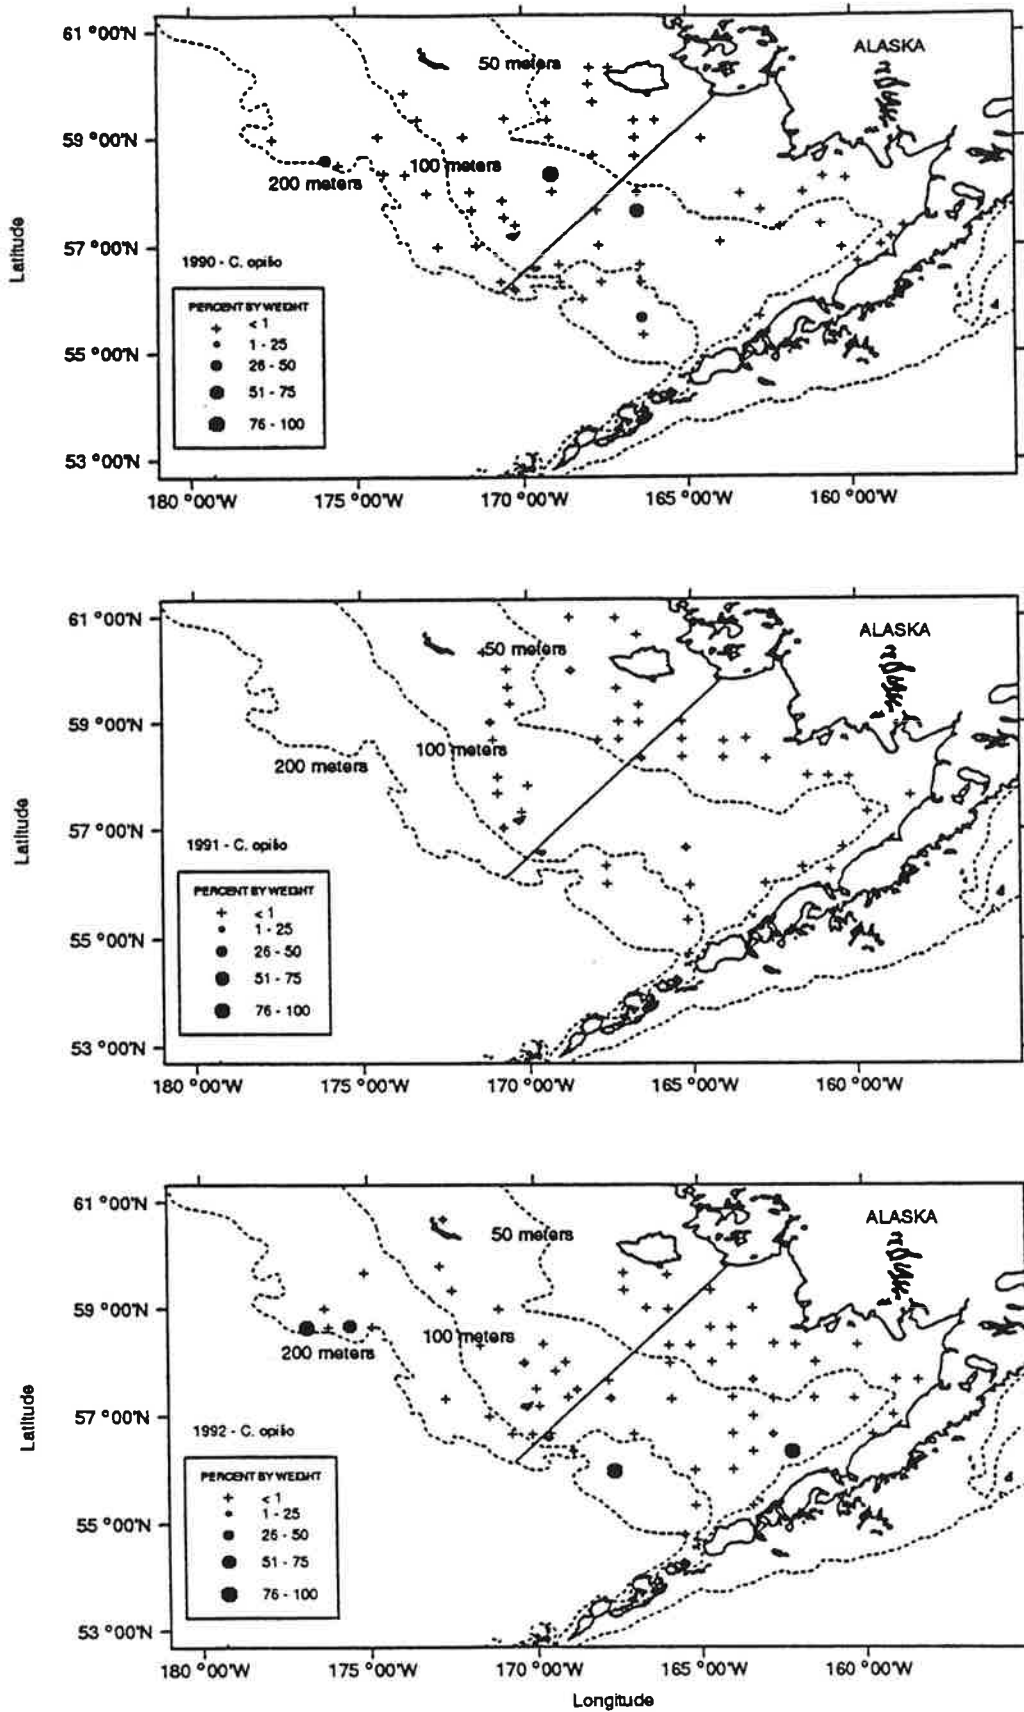 61 °00'N
ALASKA
50 meters
59 °00'N
100 meters
200 meters
Latitude
57 °00'N
1990 - C. opilio
PERCENT BY WEIGHT
< 1
1 - 25
26 - 50
51 - 75
76 - 100
55 °00'N
53 °00'N
180 °00'W 175 °00'W 170 °00'W 165 °00'W 160 °00'W
61 °00'N
ALASKA
50 meters
59 °00'N
100 meters
200 meters
Latitude
57 °00'N
1991 - C. opilio
PERCENT BY WEIGHT
< 1
1 - 25
26 - 50
51 - 75
76 - 100
55 °00'N
53 °00'N
180 °00'W 175 °00'W 170 °00'W 165 °00'W 160 °00'W
61 °00'N
ALASKA
50 meters
59 °00'N
100 meters
200 meters
Latitude
57 °00'N
1992 - C. opilio
PERCENT BY WEIGHT
< 1
1 - 25
26 - 50
51 - 75
76 - 100
55 °00'N
53 °00'N
180 °00'W 175 °00'W 170 °00'W 165 °00'W 160 °00'W
Longitude